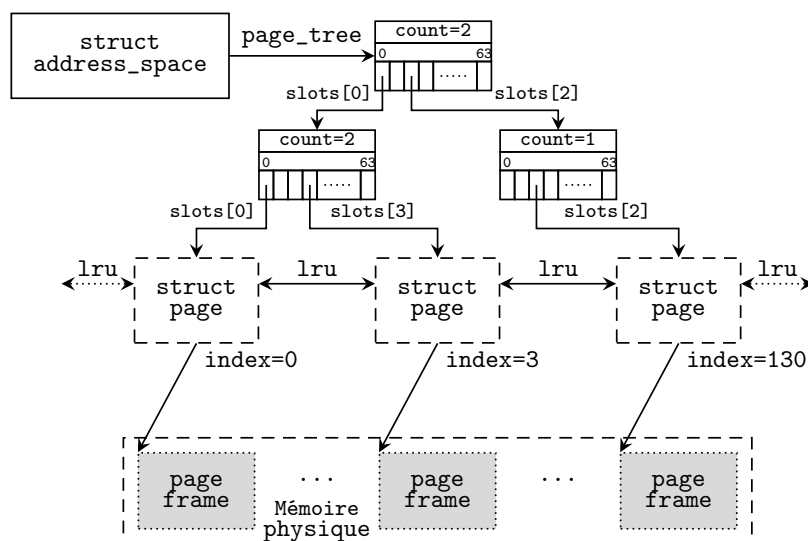 struct
address_space
page_tree
count=2
0 63
.....
slots[0]
slots[2]
count=2
0 63
.....
count=1
0 63
.....
slots[0]
slots[3]
slots[2]
lru
struct
page
lru
struct
page
lru
struct
page
lru
index=0
index=3
index=130
page
frame
...
page
frame
...
page
frame
Mémoire
physique